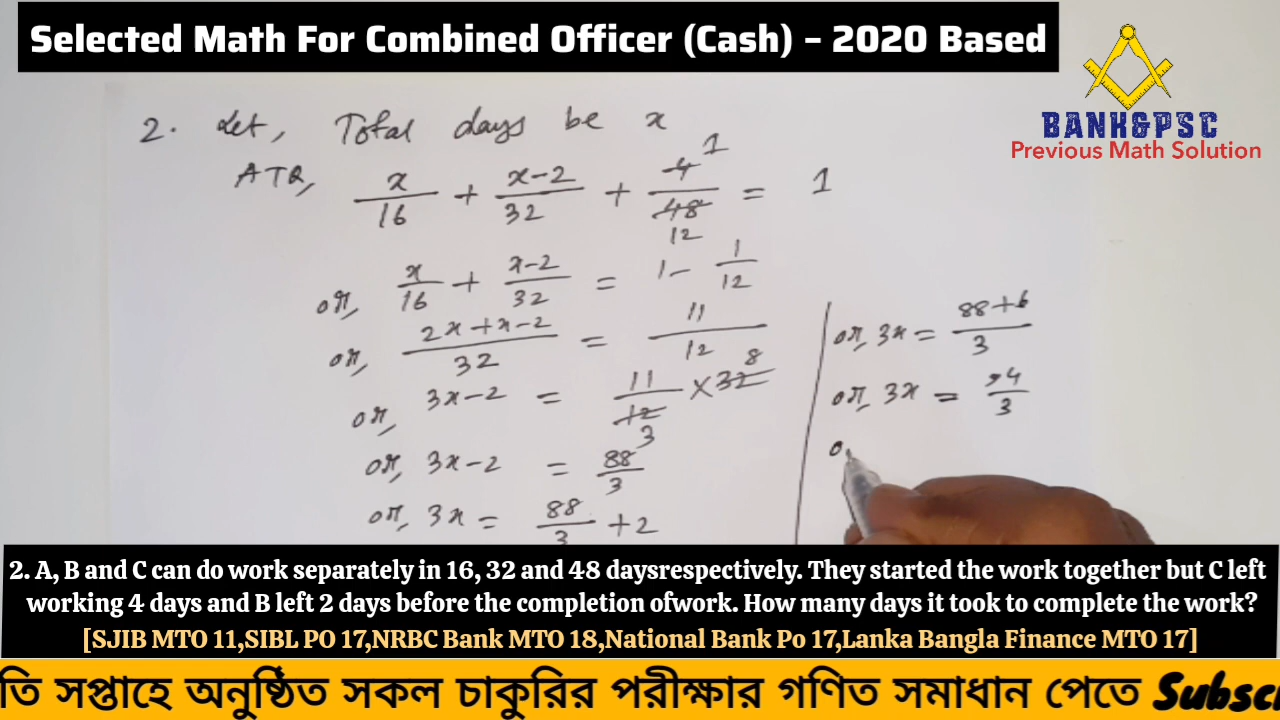 Selected Math For Combined Officer (Cash) – 2020 Based
BANK&PSC
Previous Math Solution
2. Let, Total days be x
ATQ, x/16 + x-2/32 + 4/48 = 1
1
12
or, x/16 + x-2/32 = 1 - 1/12
or, 2x+x-2/32 = 11/12
or, 3x-2 = 11/12 × 32
8
3
or, 3x-2 = 88/3
or, 3x = 88/3 + 2
or, 3x = 88+6/3
or, 3x = 94/3
2. A, B and C can do work separately in 16, 32 and 48 daysrespectively. They started the work together but C left
working 4 days and B left 2 days before the completion ofwork. How many days it took to complete the work?
[SJIB MTO 11,SIBL PO 17,NRBC Bank MTO 18,National Bank Po 17,Lanka Bangla Finance MTO 17]
তি সপ্তাহে অনুষ্ঠিত সকল চাকুরির পরীক্ষার গণিত সমাধান পেতে Subsc